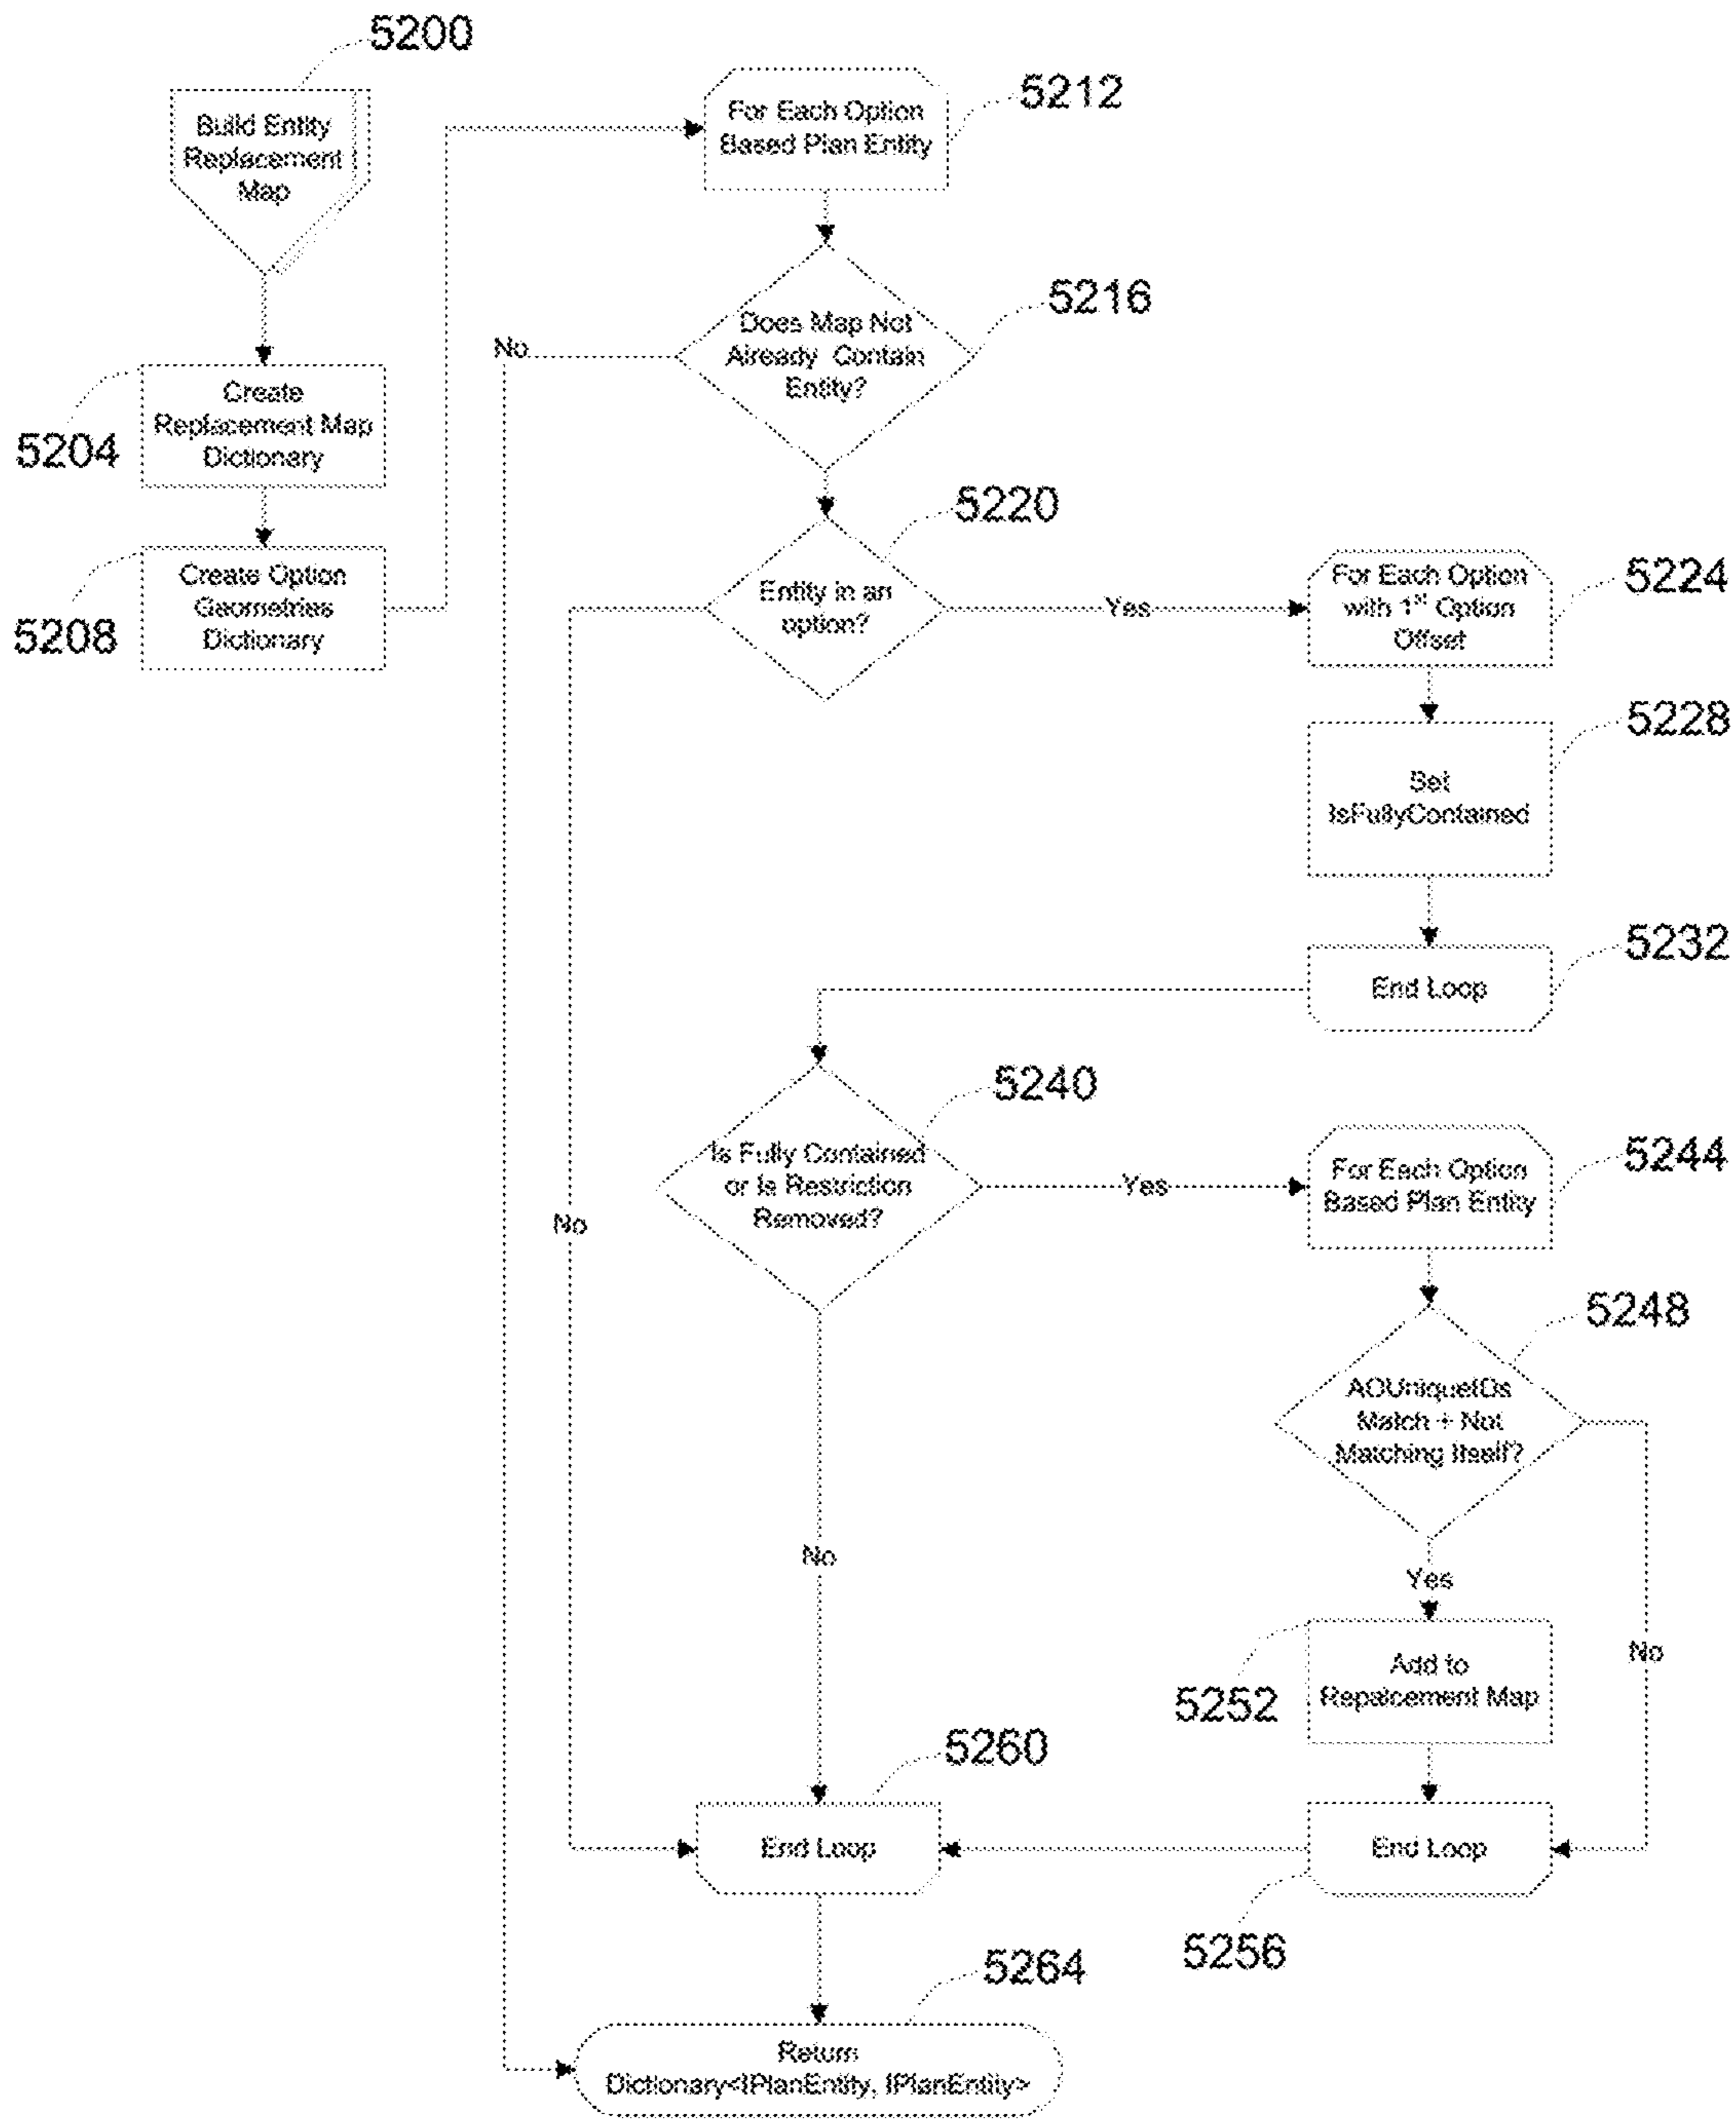 5200
Build Entity
Replacement
Map
5204
Create
Replacement Map
Dictionary
5208
Create Option
Geometries
Dictionary
5212
For Each Option
Based Plan Entity
5216
Does Map Not
Already Contain
Entity?
No
5220
Entity in an
option?
Yes
No
5224
For Each Option
with 1st Option
Offset
5228
Set
IsFullyContained
5232
End Loop
5240
Is Fully Contained
or Is Restriction
Removed?
Yes
No
5244
For Each Option
Based Plan Entity
5248
AOUniqueIDs
Match + Not
Matching Itself?
Yes
No
5252
Add to
Repalcement Map
5256
End Loop
5260
End Loop
5264
Return
Dictionary<IPlanEntity, IPlanEntity>